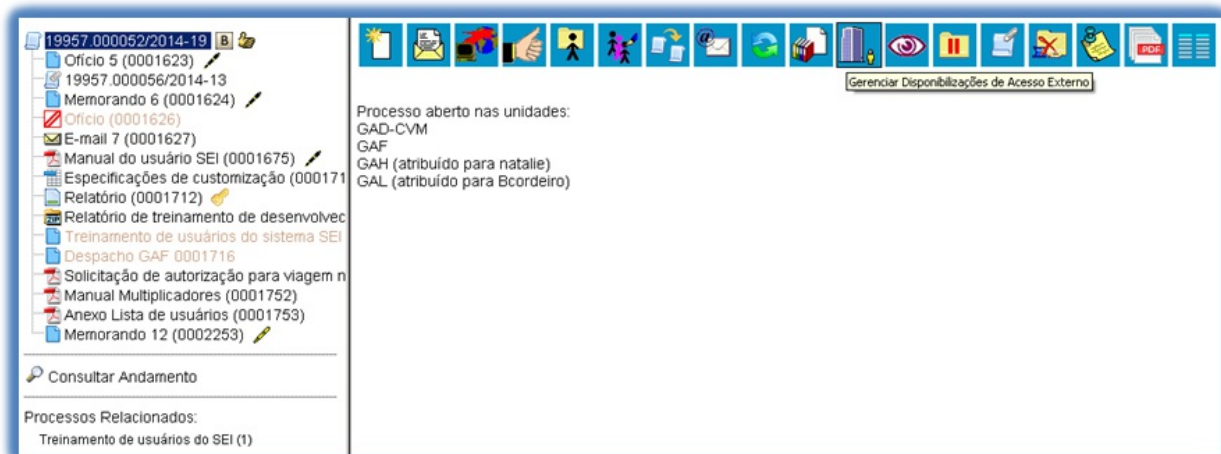 19957.000052/2014-19 B
Ofício 5 (0001623)
19957.000056/2014-13
Memorando 6 (0001624)
Ofício (0001626)
E-mail 7 (0001627)
Manual do usuário SEI (0001675)
Especificações de customização (000171
Relatório (0001712)
Relatório de treinamento de desenvolvec
Treinamento de usuários do sistema SEI
Despacho GAF 0001716
Solicitação de autorização para viagem n
Manual Multiplicadores (0001752)
Anexo Lista de usuários (0001753)
Memorando 12 (0002253)
Consultar Andamento
Processos Relacionados:
Treinamento de usuários do SEI (1)
PDF
Gerenciar Disponibilizações de Acesso Externo
Processo aberto nas unidades:
GAD-CVM
GAF
GAH (atribuído para natalie)
GAL (atribuído para Bcordeiro)